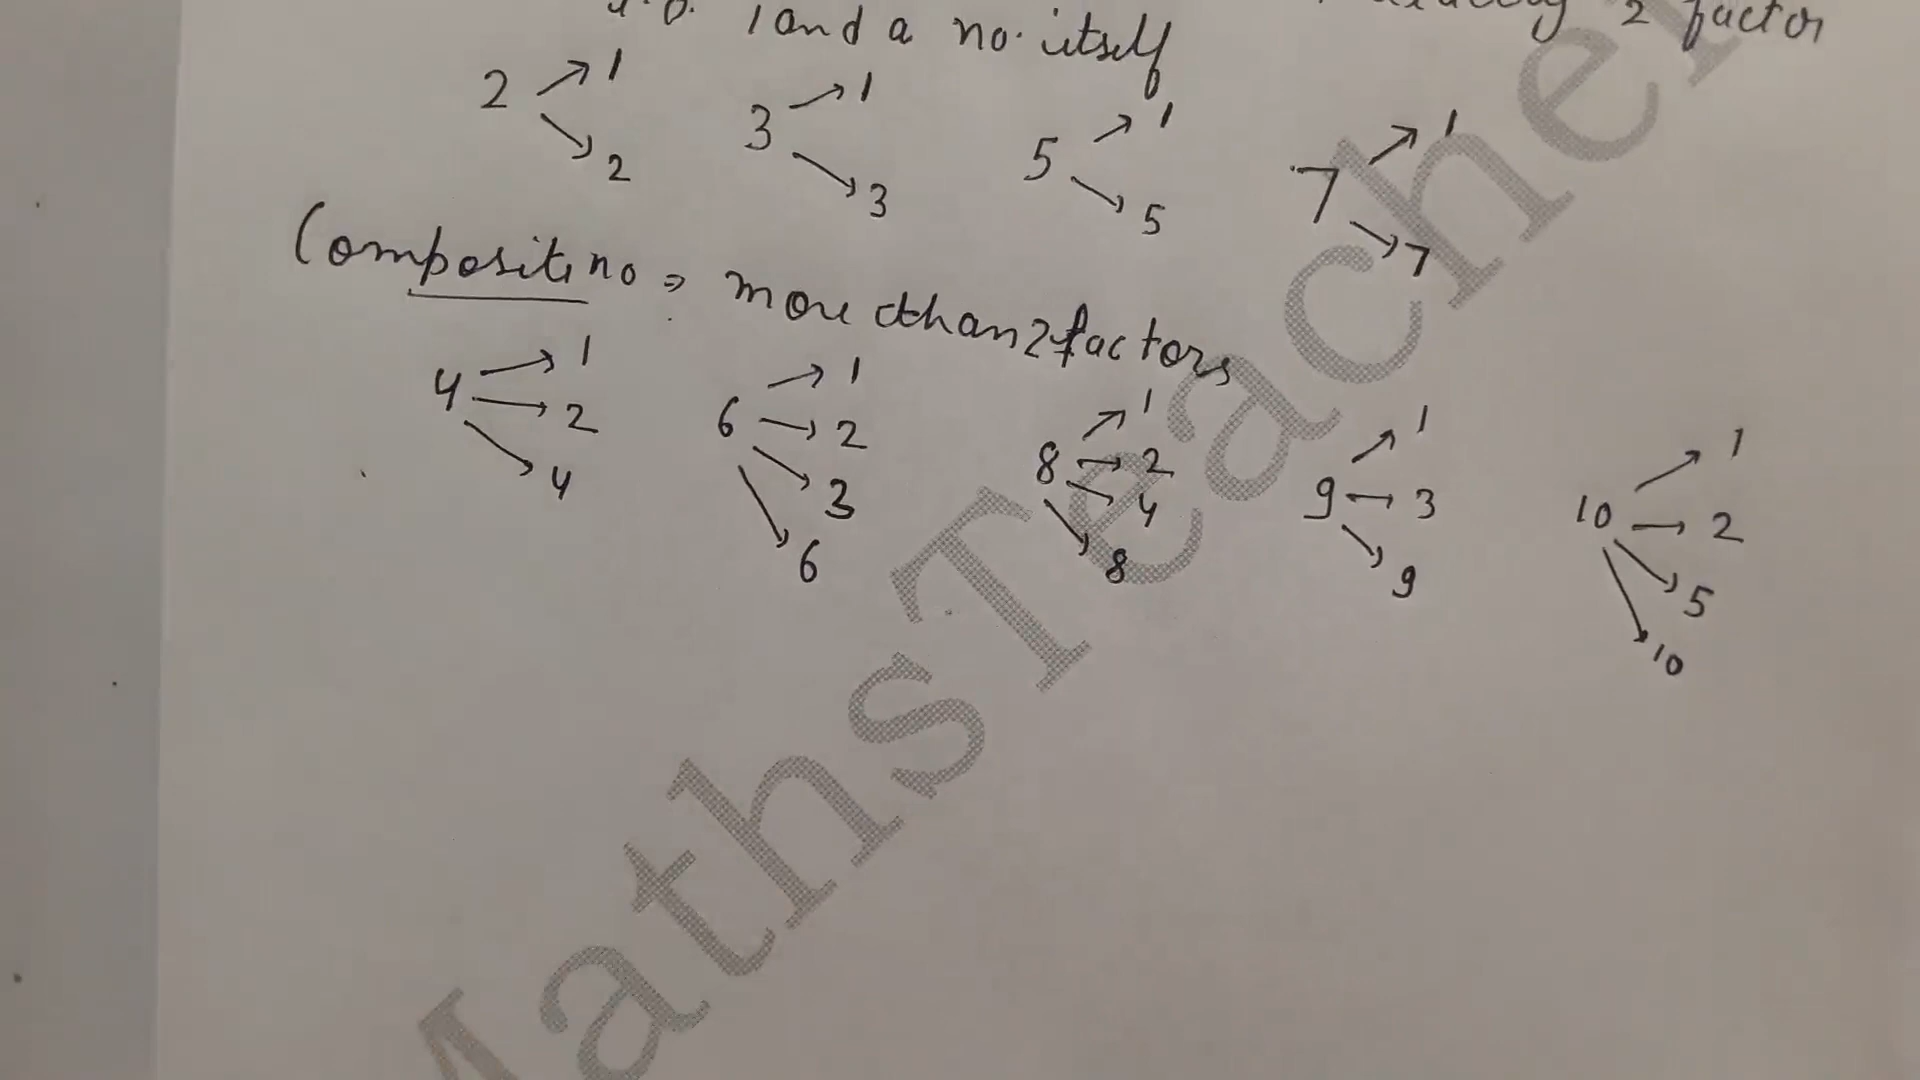 1 and a no. itself 2 factor
2 → 1 3 → 1 5 → 1 7 → 1
→ 2 → 3 → 5 → 7
Composite no ⇒ more than 2 factors
4 → 1 6 → 1 8 → 1 9 → 1 10 → 1
→ 2 → 2 → 2 → 3 → 2
→ 4 → 3 → 4 → 9 → 5
→ 6 → 8 → 10
MathsTeacher